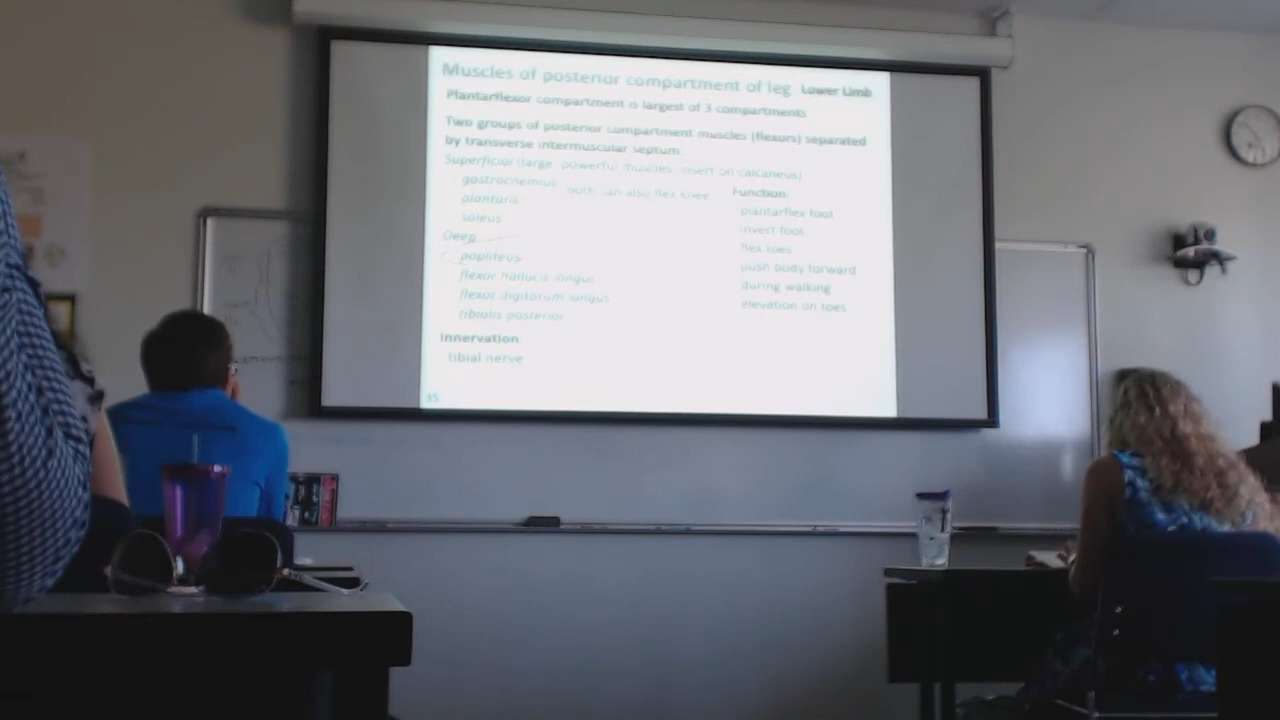 Muscles of posterior compartment of leg Lower Limb
Plantarflexor compartment is largest of 3 compartments
Two groups of posterior compartment muscles (flexors) separated
by transverse intermuscular septum.
Superficial (large, powerful muscles, insert on calcaneus)
gastrocnemius
both can also flex knee
plantaris
soleus
Deep
popliteus
flexor hallucis longus
flexor digitorum longus
tibialis posterior
Function:
plantarflex foot
invert foot
flex toes
push body forward
during walking
elevation on toes
Innervation:
tibial nerve
35